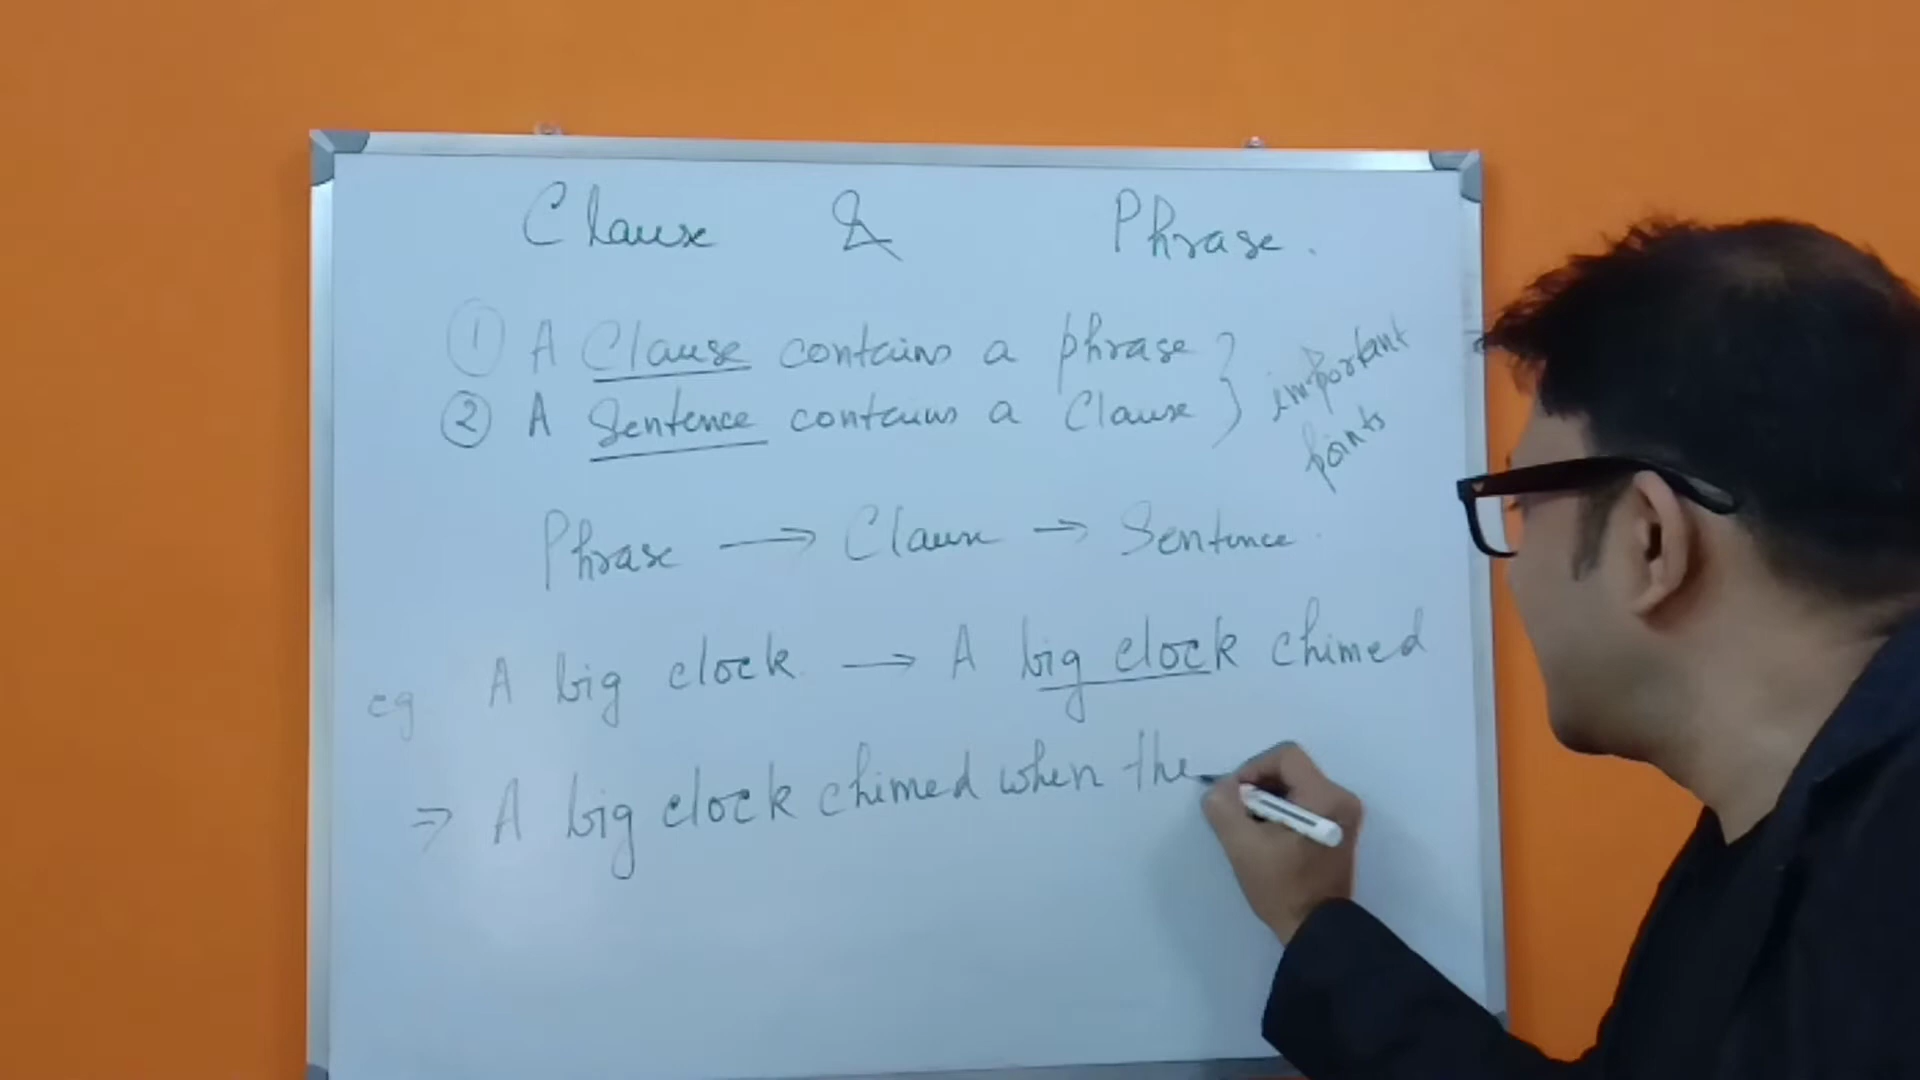 Clause & Phrase.
① A Clause contains a phrase }
② A Sentence contains a Clause }
important
points
Phrase → Clause → Sentence.
eg. A big clock. → A big clock chimed
⇒ A big clock chimed when the